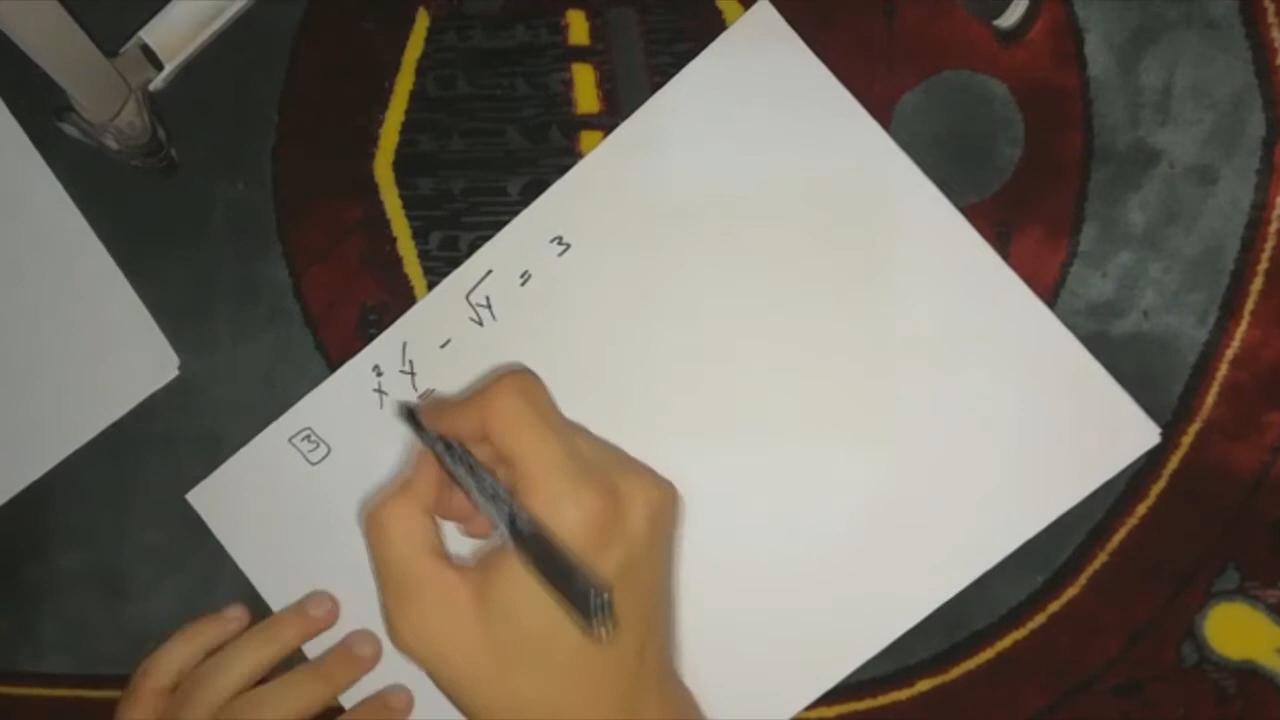 3 x² y' - √y = 3
=